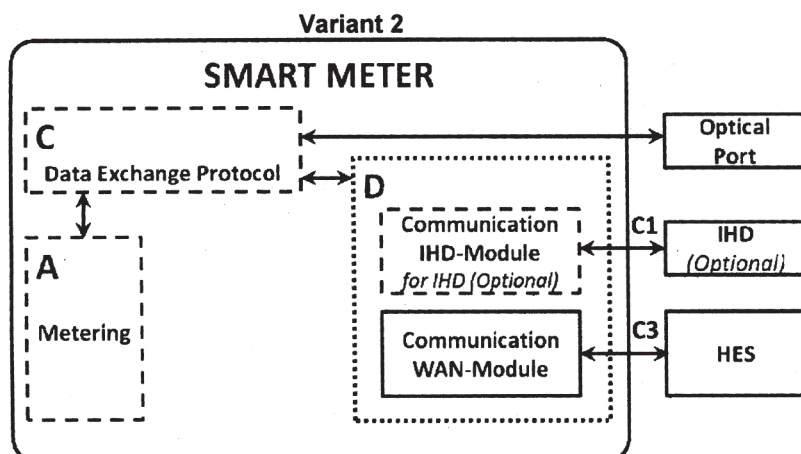 Variant 2
SMART METER
C
Data Exchange Protocol
Optical
Port
D
Communication
IHD-Module
for IHD (Optional)
C1
IHD
(Optional)
A
Metering
Communication
WAN-Module
C3
HES